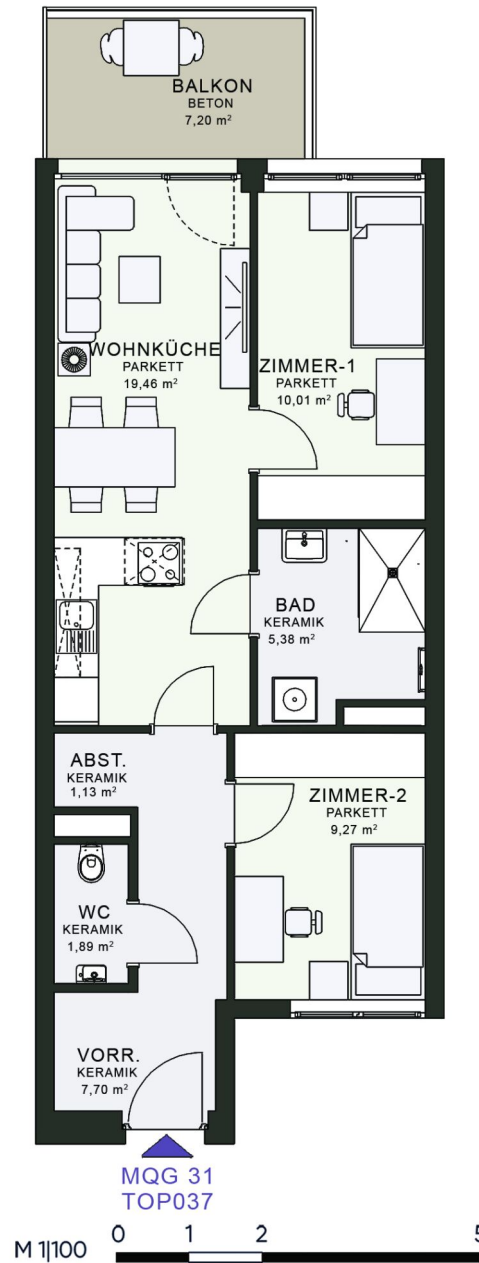 BALKON
BETON
7,20 m²
WOHNKÜCHE
PARKETT
19,46 m²
ZIMMER-1
PARKETT
10,01 m²
BAD
KERAMIK
5,38 m²
ABST.
KERAMIK
1,13 m²
ZIMMER-2
PARKETT
9,27 m²
WC
KERAMIK
1,89 m²
VORR.
KERAMIK
7,70 m²
MQG 31
TOP037
M 1|100 0 1 2 5